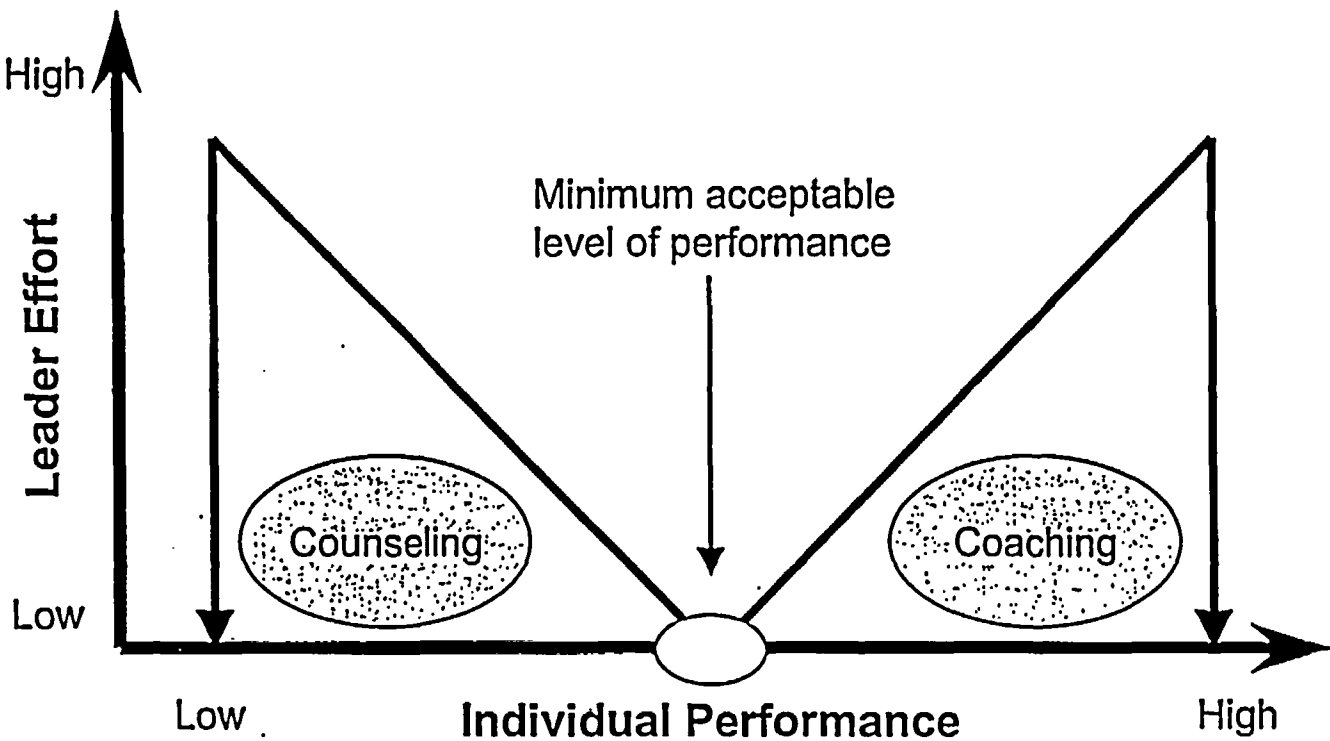 High
Minimum acceptable
level of performance
Leader Effort
Counseling
Coaching
Low
Low
Individual Performance
High